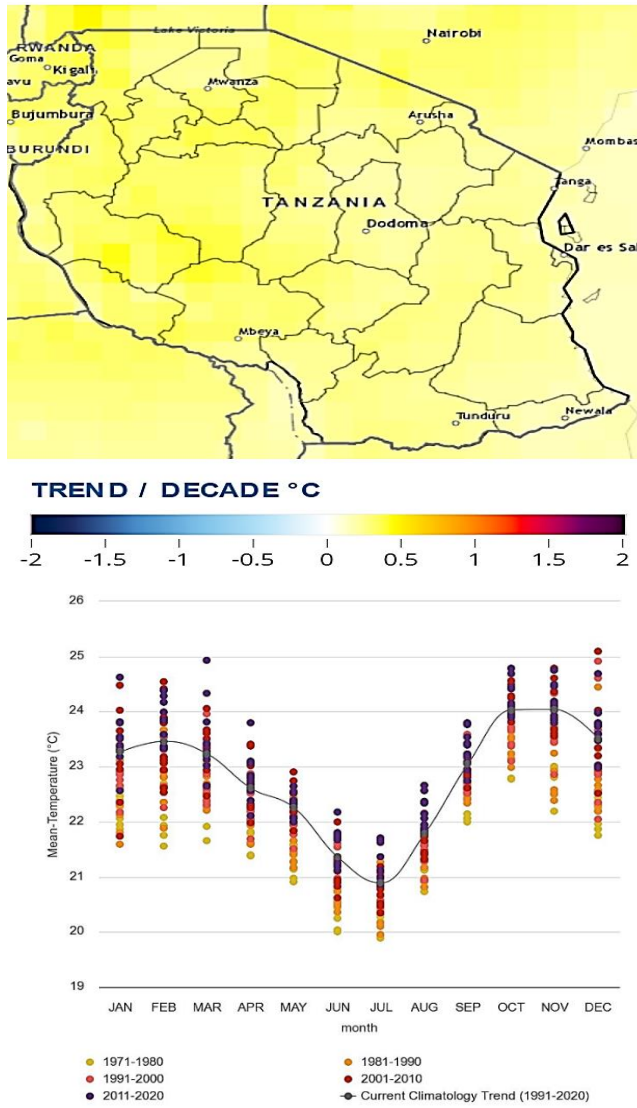 Lake Victoria
Nairobi
RWANDA
Goma
Kigali
avu
Mwanza
Bujumbura
Arusha
BURUNDI
Mombas
Tanga
TANZANIA
Dodoma
Dar es Sal
Mbeya
Tunduru
Newala
TREND / DECADE °C
-2 -1.5 -1 -0.5 0 0.5 1 1.5 2
26
25
24
23
22
21
20
19
Mean-Temperature (°C)
JAN FEB MAR APR MAY JUN JUL AUG SEP OCT NOV DEC
month
1971-1980 1981-1990
1991-2000 2001-2010
2011-2020 Current Climatology Trend (1991-2020)